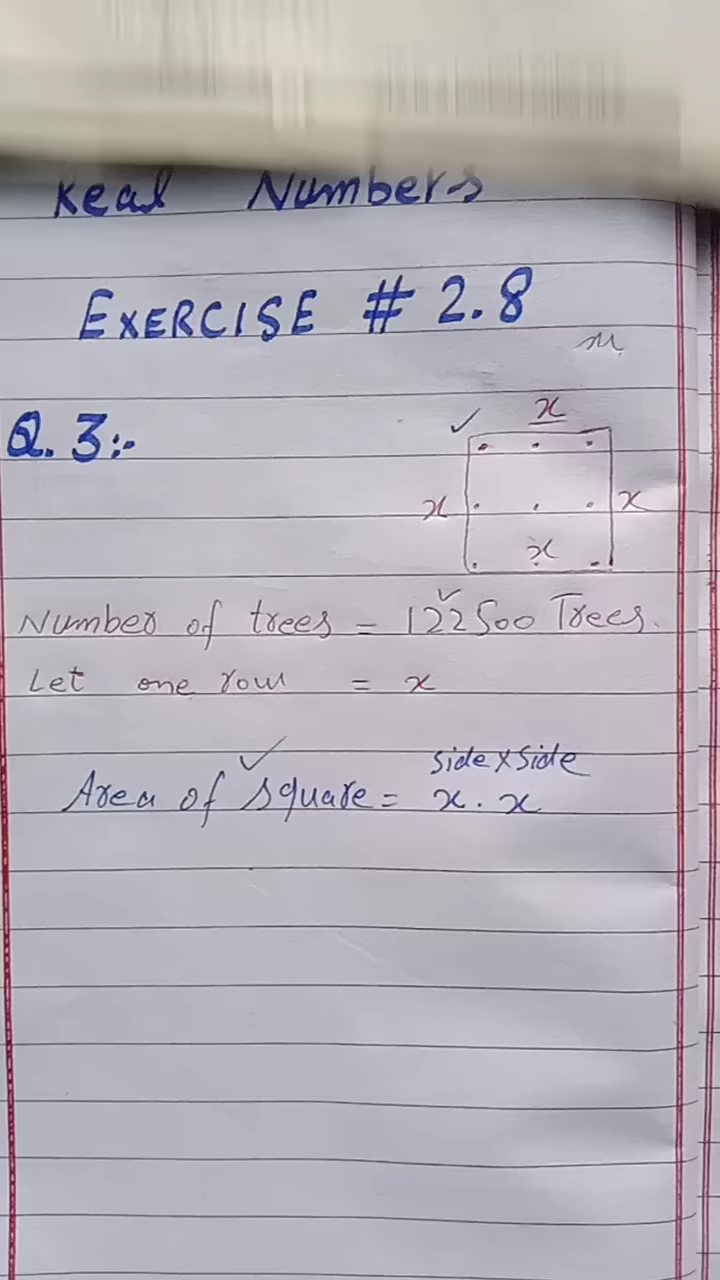 Real Numbers
EXERCISE # 2.8
Q. 3:-
x
x x
x
Number of trees = 122500 Trees.
Let one row = x
side x side
Area of square = x . x